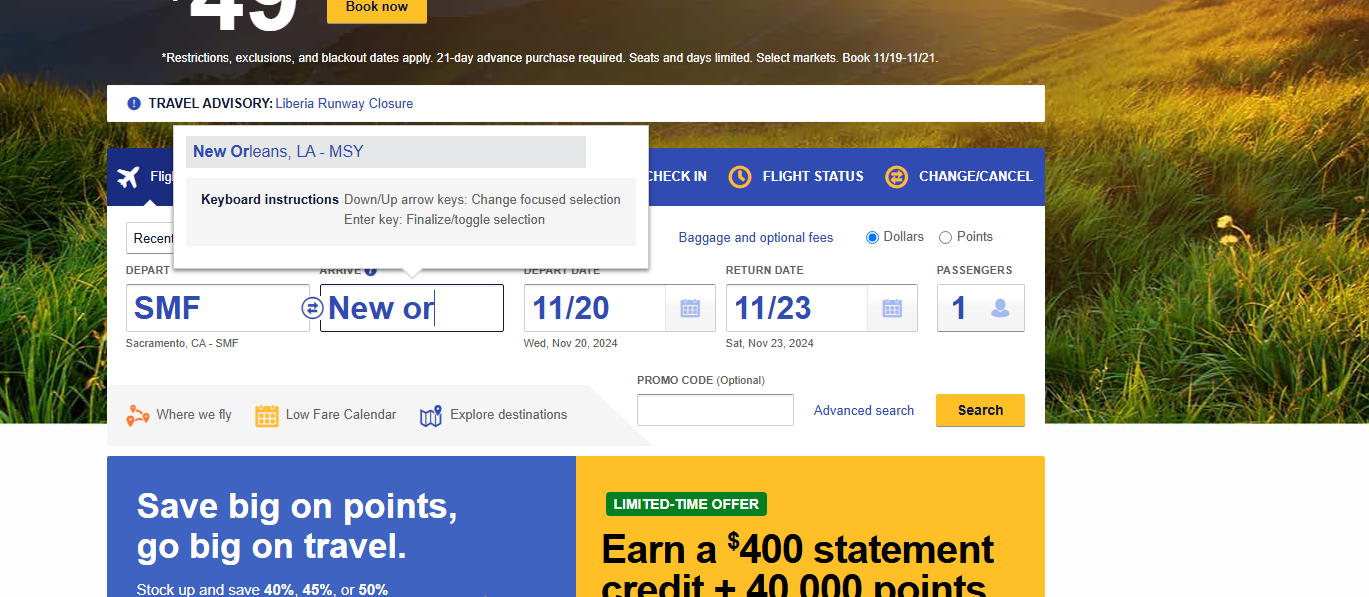 $49
Book now
*Restrictions, exclusions, and blackout dates apply. 21-day advance purchase required. Seats and days limited. Select markets. Book 11/19-11/21.
TRAVEL ADVISORY: Liberia Runway Closure
New Orleans, LA - MSY
Keyboard instructions Down/Up arrow keys: Change focused selection
Enter key: Finalize/toggle selection
Flig CHECK IN FLIGHT STATUS CHANGE/CANCEL
Recent Baggage and optional fees Dollars Points
DEPART ARRIVE DEPART DATE RETURN DATE PASSENGERS
SMF New or 11/20 11/23 1
Sacramento, CA - SMF Wed, Nov 20, 2024 Sat, Nov 23, 2024
PROMO CODE (Optional)
Where we fly Low Fare Calendar Explore destinations Advanced search Search
Save big on points,
go big on travel.
Stock up and save 40%, 45%, or 50%
LIMITED-TIME OFFER
Earn a $400 statement
credit + 40,000 points